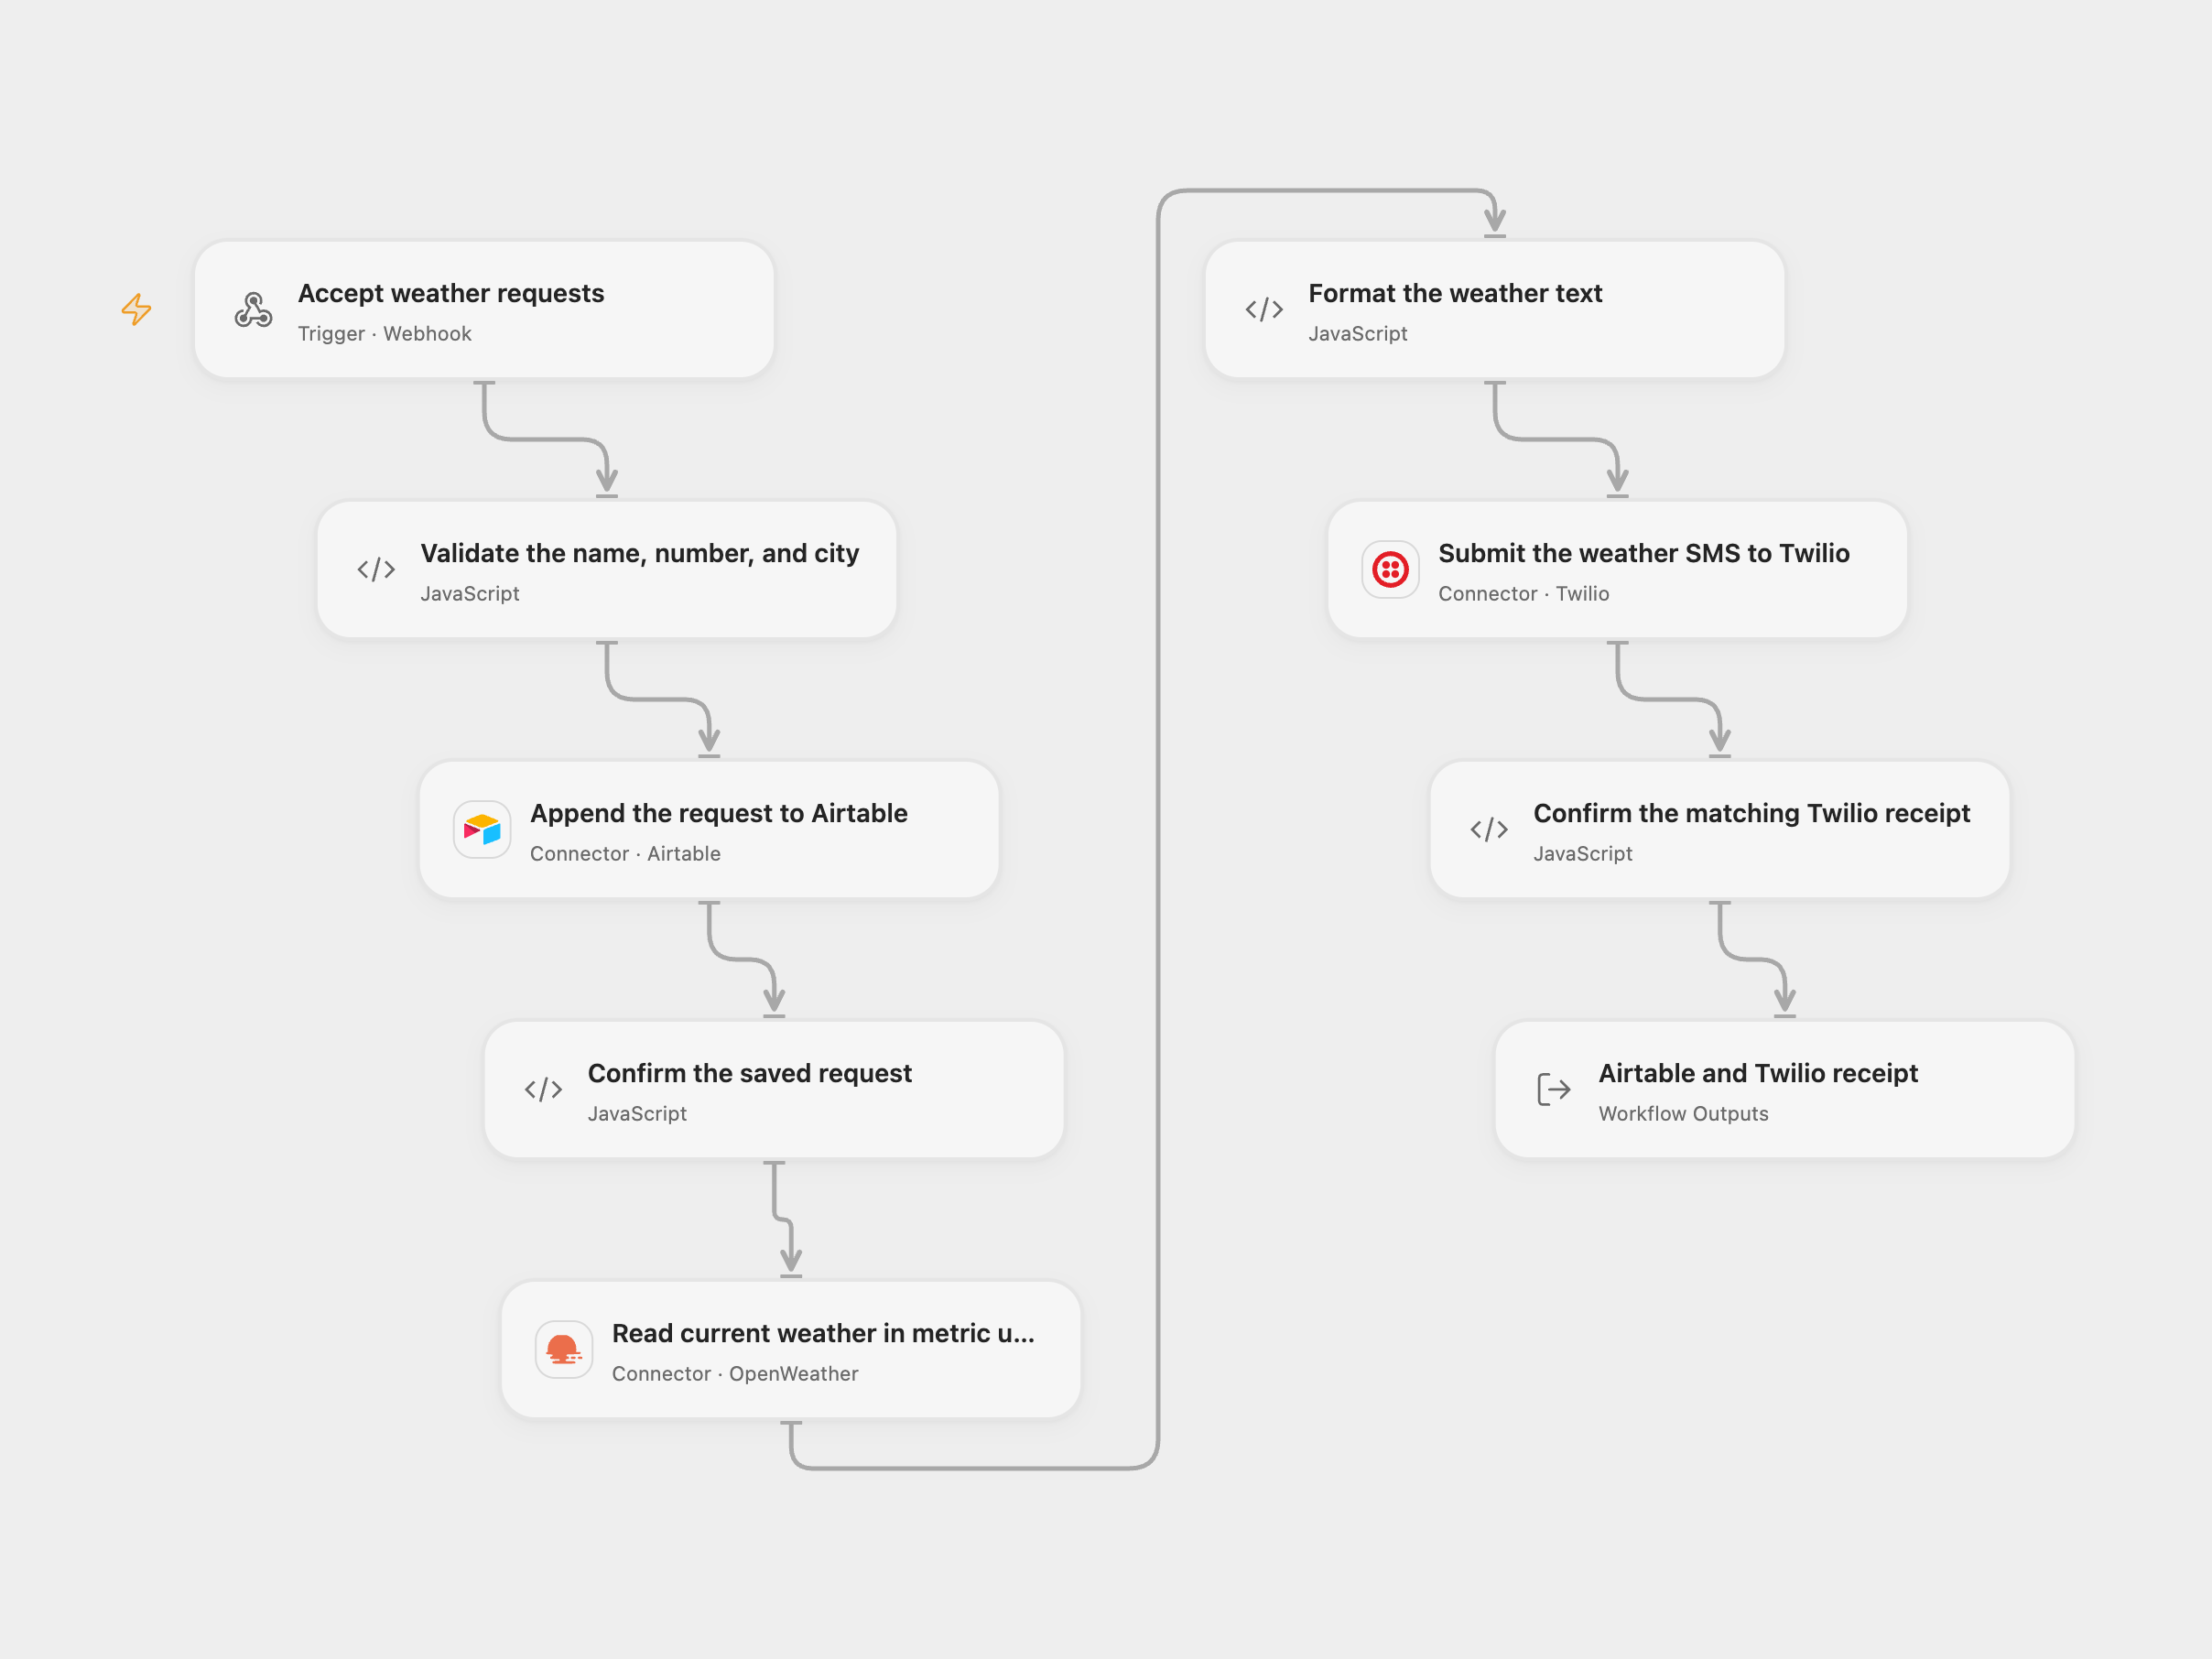 Accept weather requests
Trigger · Webhook
Validate the name, number, and city
JavaScript
Append the request to Airtable
Connector · Airtable
Confirm the saved request
JavaScript
Read current weather in metric u...
Connector · OpenWeather
Format the weather text
JavaScript
Submit the weather SMS to Twilio
Connector · Twilio
Confirm the matching Twilio receipt
JavaScript
Airtable and Twilio receipt
Workflow Outputs